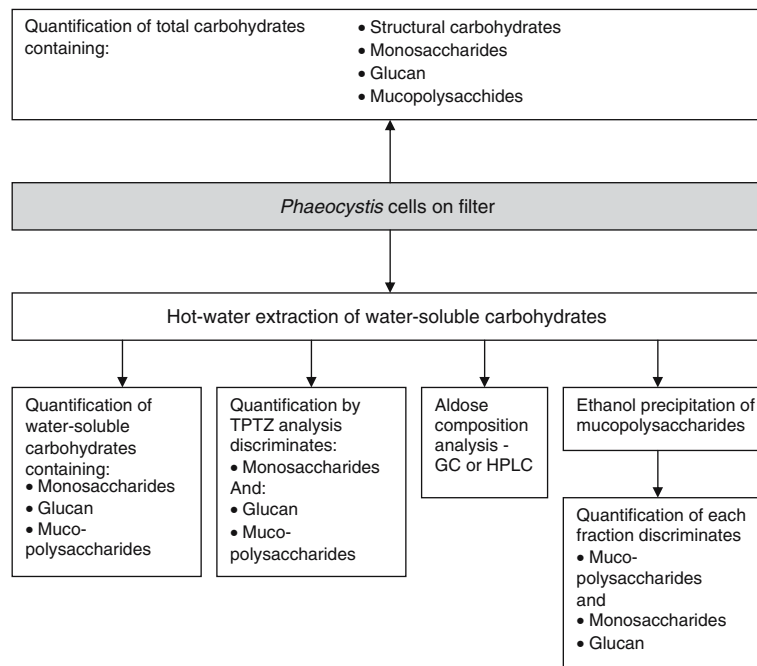 Quantification of total carbohydrates
containing:
• Structural carbohydrates
• Monosaccharides
• Glucan
• Mucopolysacchides
Phaeocystis cells on filter
Hot-water extraction of water-soluble carbohydrates
Quantification of
water-soluble
carbohydrates
containing:
• Monosaccharides
• Glucan
• Muco-
polysaccharides
Quantification by
TPTZ analysis
discriminates:
• Monosaccharides
And:
• Glucan
• Muco-
polysaccharides
Aldose
composition
analysis -
GC or HPLC
Ethanol precipitation of
mucopolysaccharides
Quantification of each
fraction discriminates
• Muco-
polysaccharides
and
• Monosaccharides
• Glucan